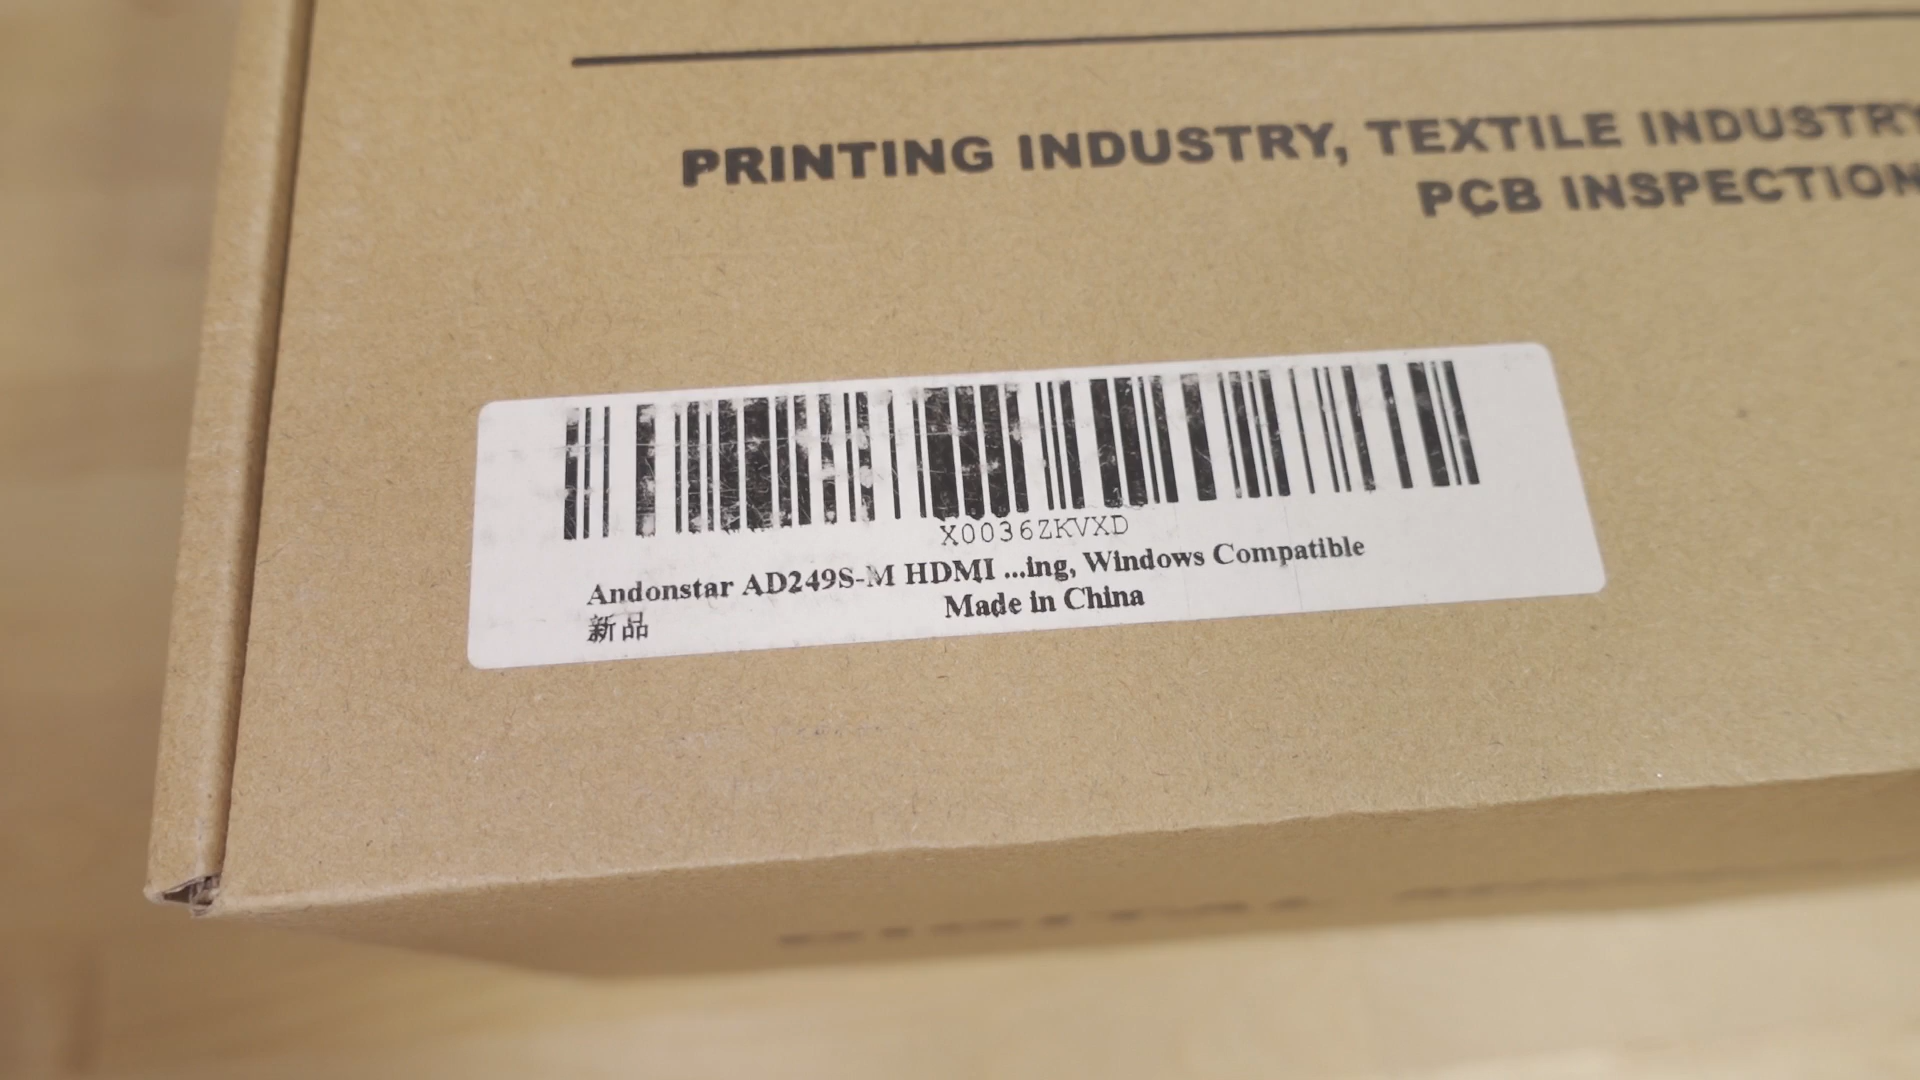 PRINTING INDUSTRY, TEXTILE INDUSTRY
PCB INSPECTION
X0036ZKVXD
Andonstar AD249S-M HDMI ...ing, Windows Compatible
新品
Made in China